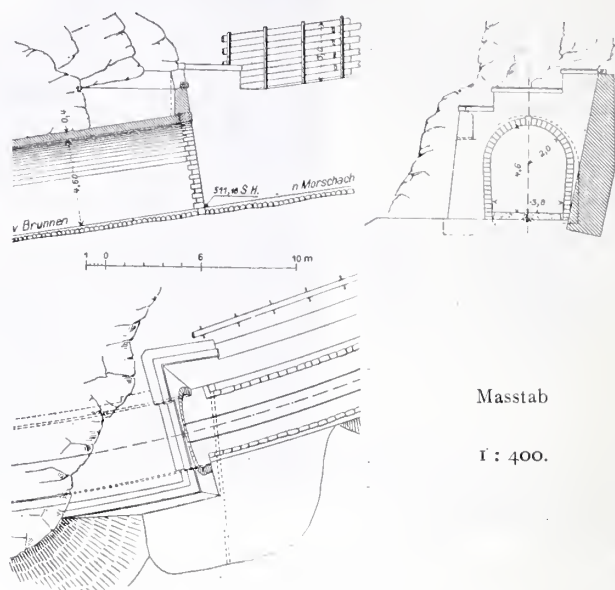 0,4
4,60
v Brunnen
511,16 S.H.
n Morschach
4,6
2,0
3,8
1 0 6 10 m
Masstab
1 : 400.